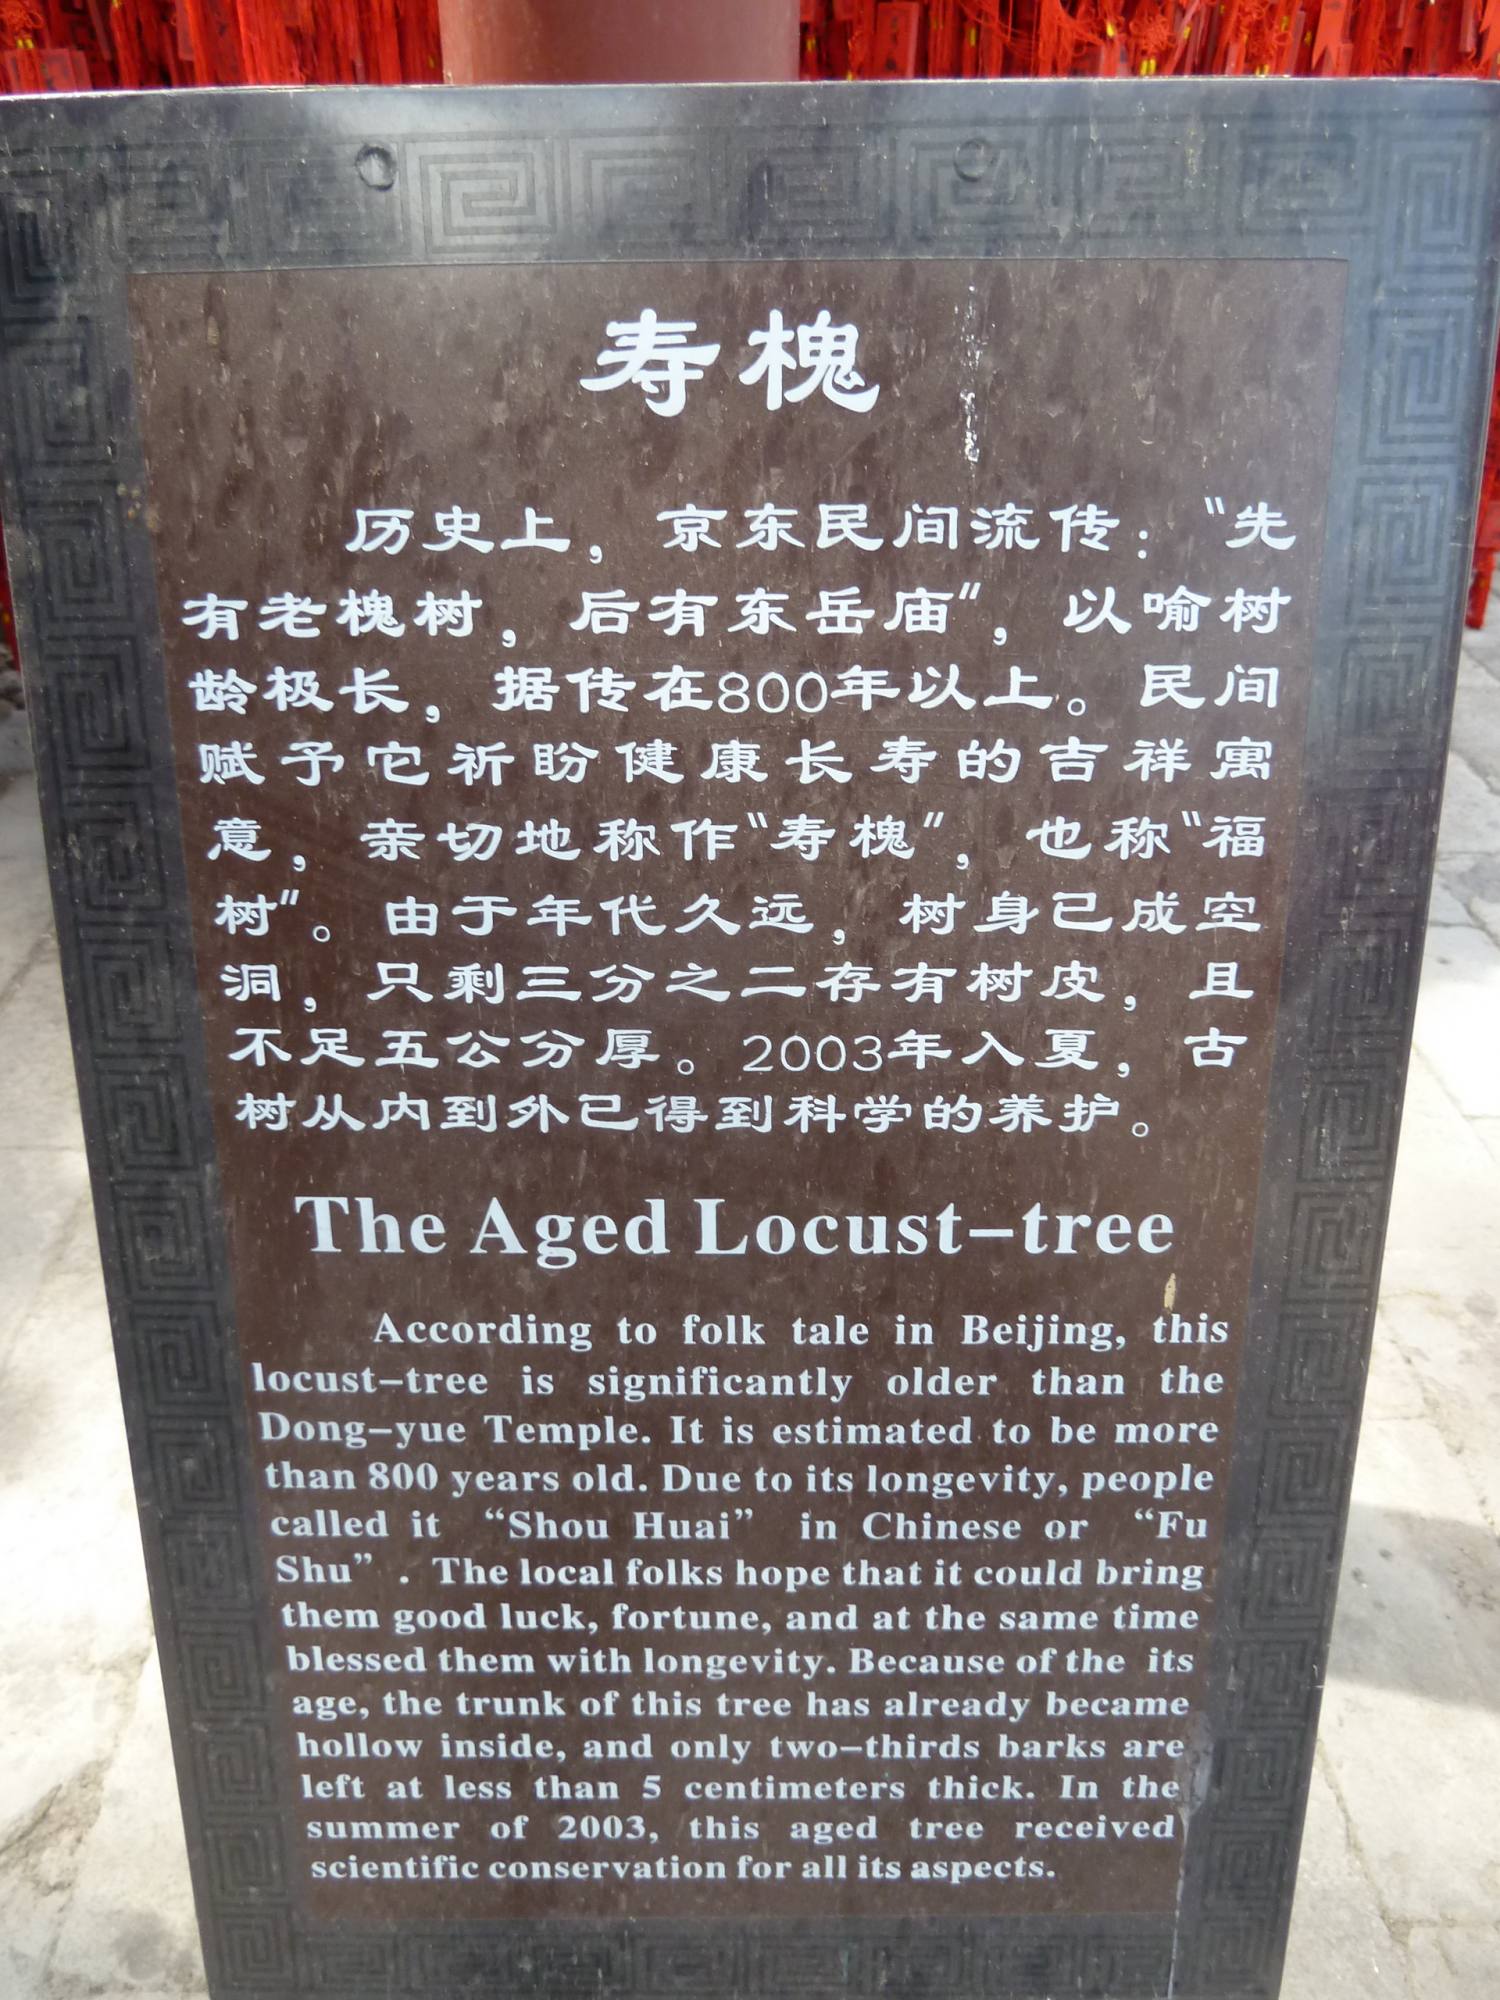 寿槐
历史上，京东民间流传：“先
有老槐树，后有东岳庙”，以喻树
龄极长，据传在800年以上。民间
赋予它祈盼健康长寿的吉祥寓
意，亲切地称作“寿槐”，也称“福
树”。由于年代久远，树身已成空
洞，只剩三分之二存有树皮，且
不足五公分厚。2003年入夏，古
树从内到外已得到科学的养护。
The Aged Locust-tree
According to folk tale in Beijing, this
locust-tree is significantly older than the
Dong-yue Temple. It is estimated to be more
than 800 years old. Due to its longevity, people
called it “Shou Huai” in Chinese or “Fu
Shu” . The local folks hope that it could bring
them good luck, fortune, and at the same time
blessed them with longevity. Because of the its
age, the trunk of this tree has already became
hollow inside, and only two-thirds barks are
left at less than 5 centimeters thick. In the
summer of 2003, this aged tree received
scientific conservation for all its aspects.